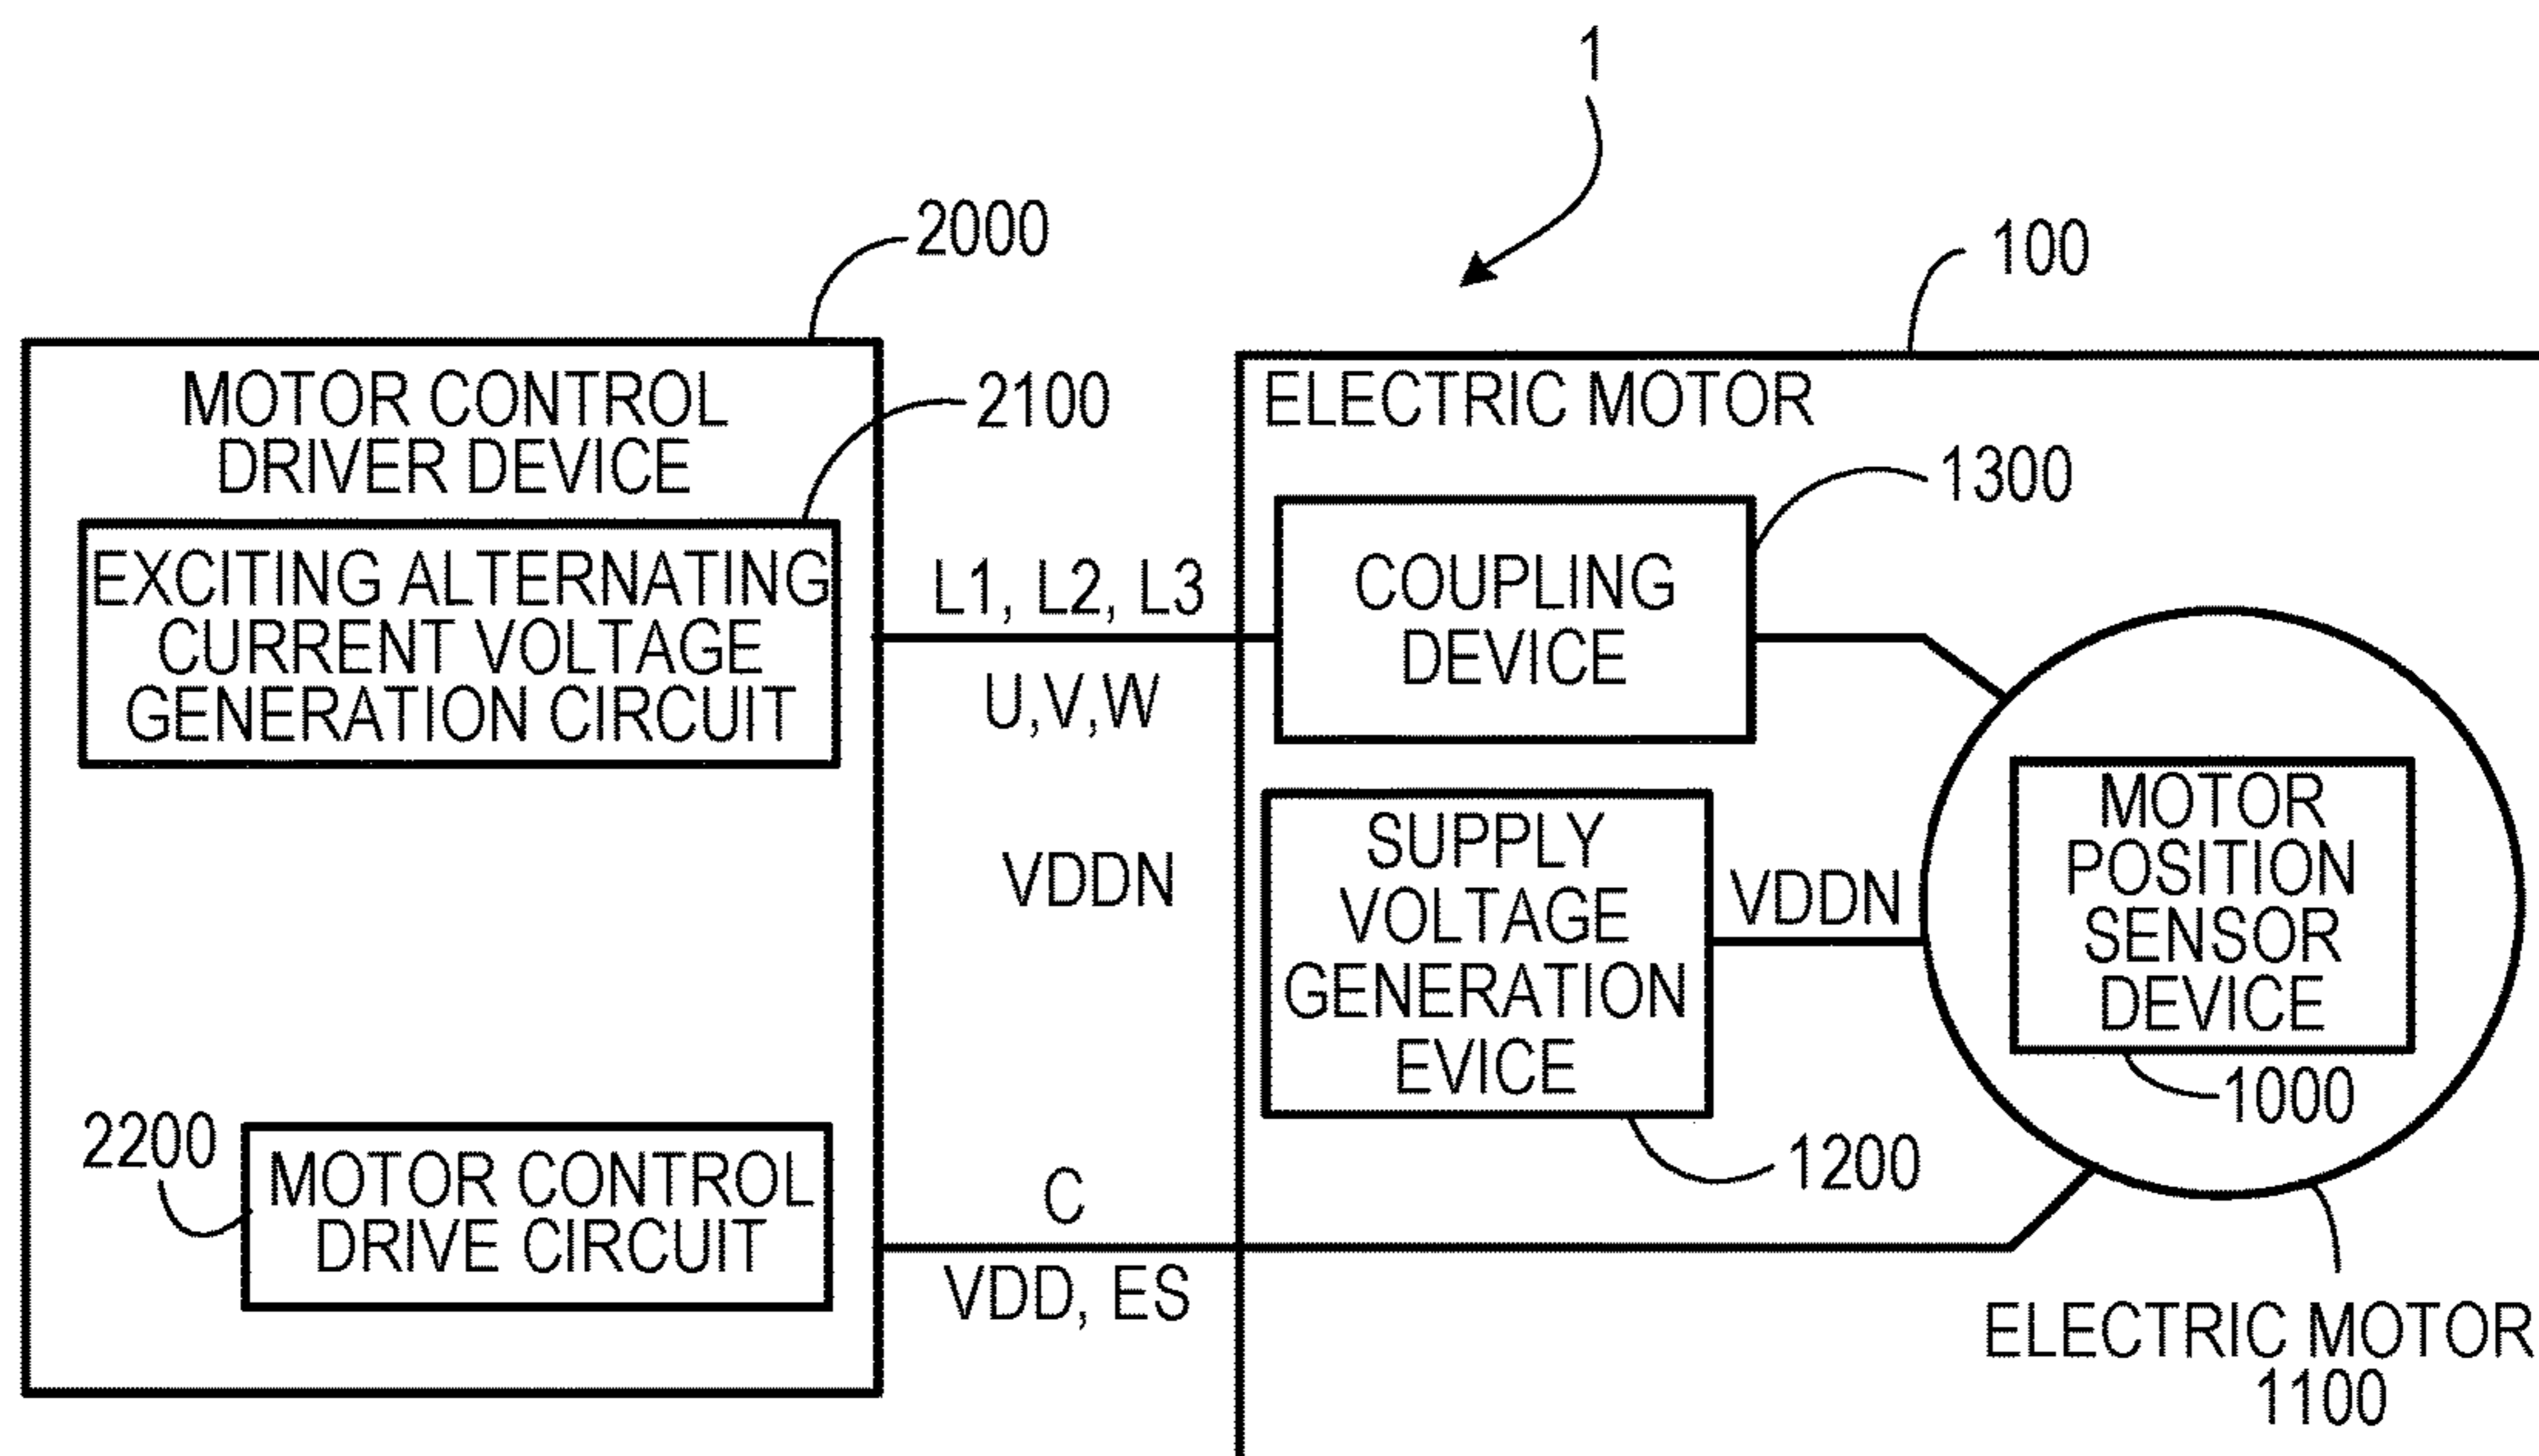 1
2000
100
MOTOR CONTROL
DRIVER DEVICE
2100
ELECTRIC MOTOR
1300
EXCITING ALTERNATING
CURRENT VOLTAGE
GENERATION CIRCUIT
L1, L2, L3
U,V,W
COUPLING
DEVICE
VDDN
SUPPLY
VOLTAGE
GENERATION
EVICE
VDDN
MOTOR
POSITION
SENSOR
DEVICE
1000
1200
2200
MOTOR CONTROL
DRIVE CIRCUIT
C
VDD, ES
ELECTRIC MOTOR
1100